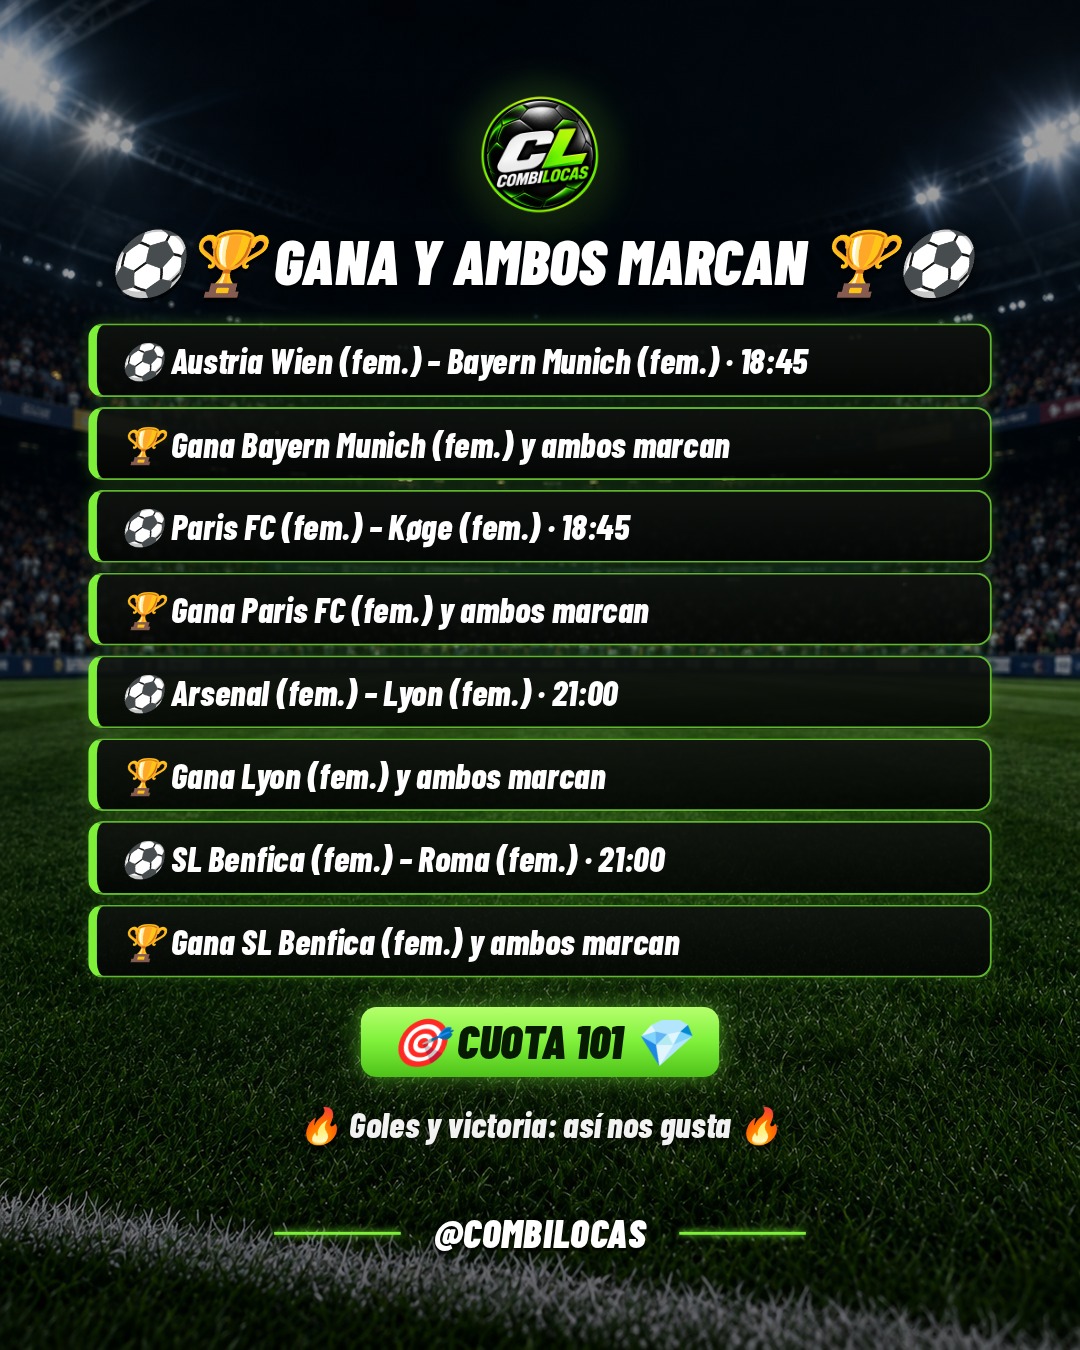 CL
COMBILOCAS
⚽🏆 GANA Y AMBOS MARCAN 🏆⚽
⚽ Austria Wien (fem.) – Bayern Munich (fem.) · 18:45
🏆 Gana Bayern Munich (fem.) y ambos marcan
⚽ Paris FC (fem.) – Køge (fem.) · 18:45
🏆 Gana Paris FC (fem.) y ambos marcan
⚽ Arsenal (fem.) – Lyon (fem.) · 21:00
🏆 Gana Lyon (fem.) y ambos marcan
⚽ SL Benfica (fem.) – Roma (fem.) · 21:00
🏆 Gana SL Benfica (fem.) y ambos marcan
🎯 CUOTA 101 💎
🔥 Goles y victoria: así nos gusta 🔥
@COMBILOCAS